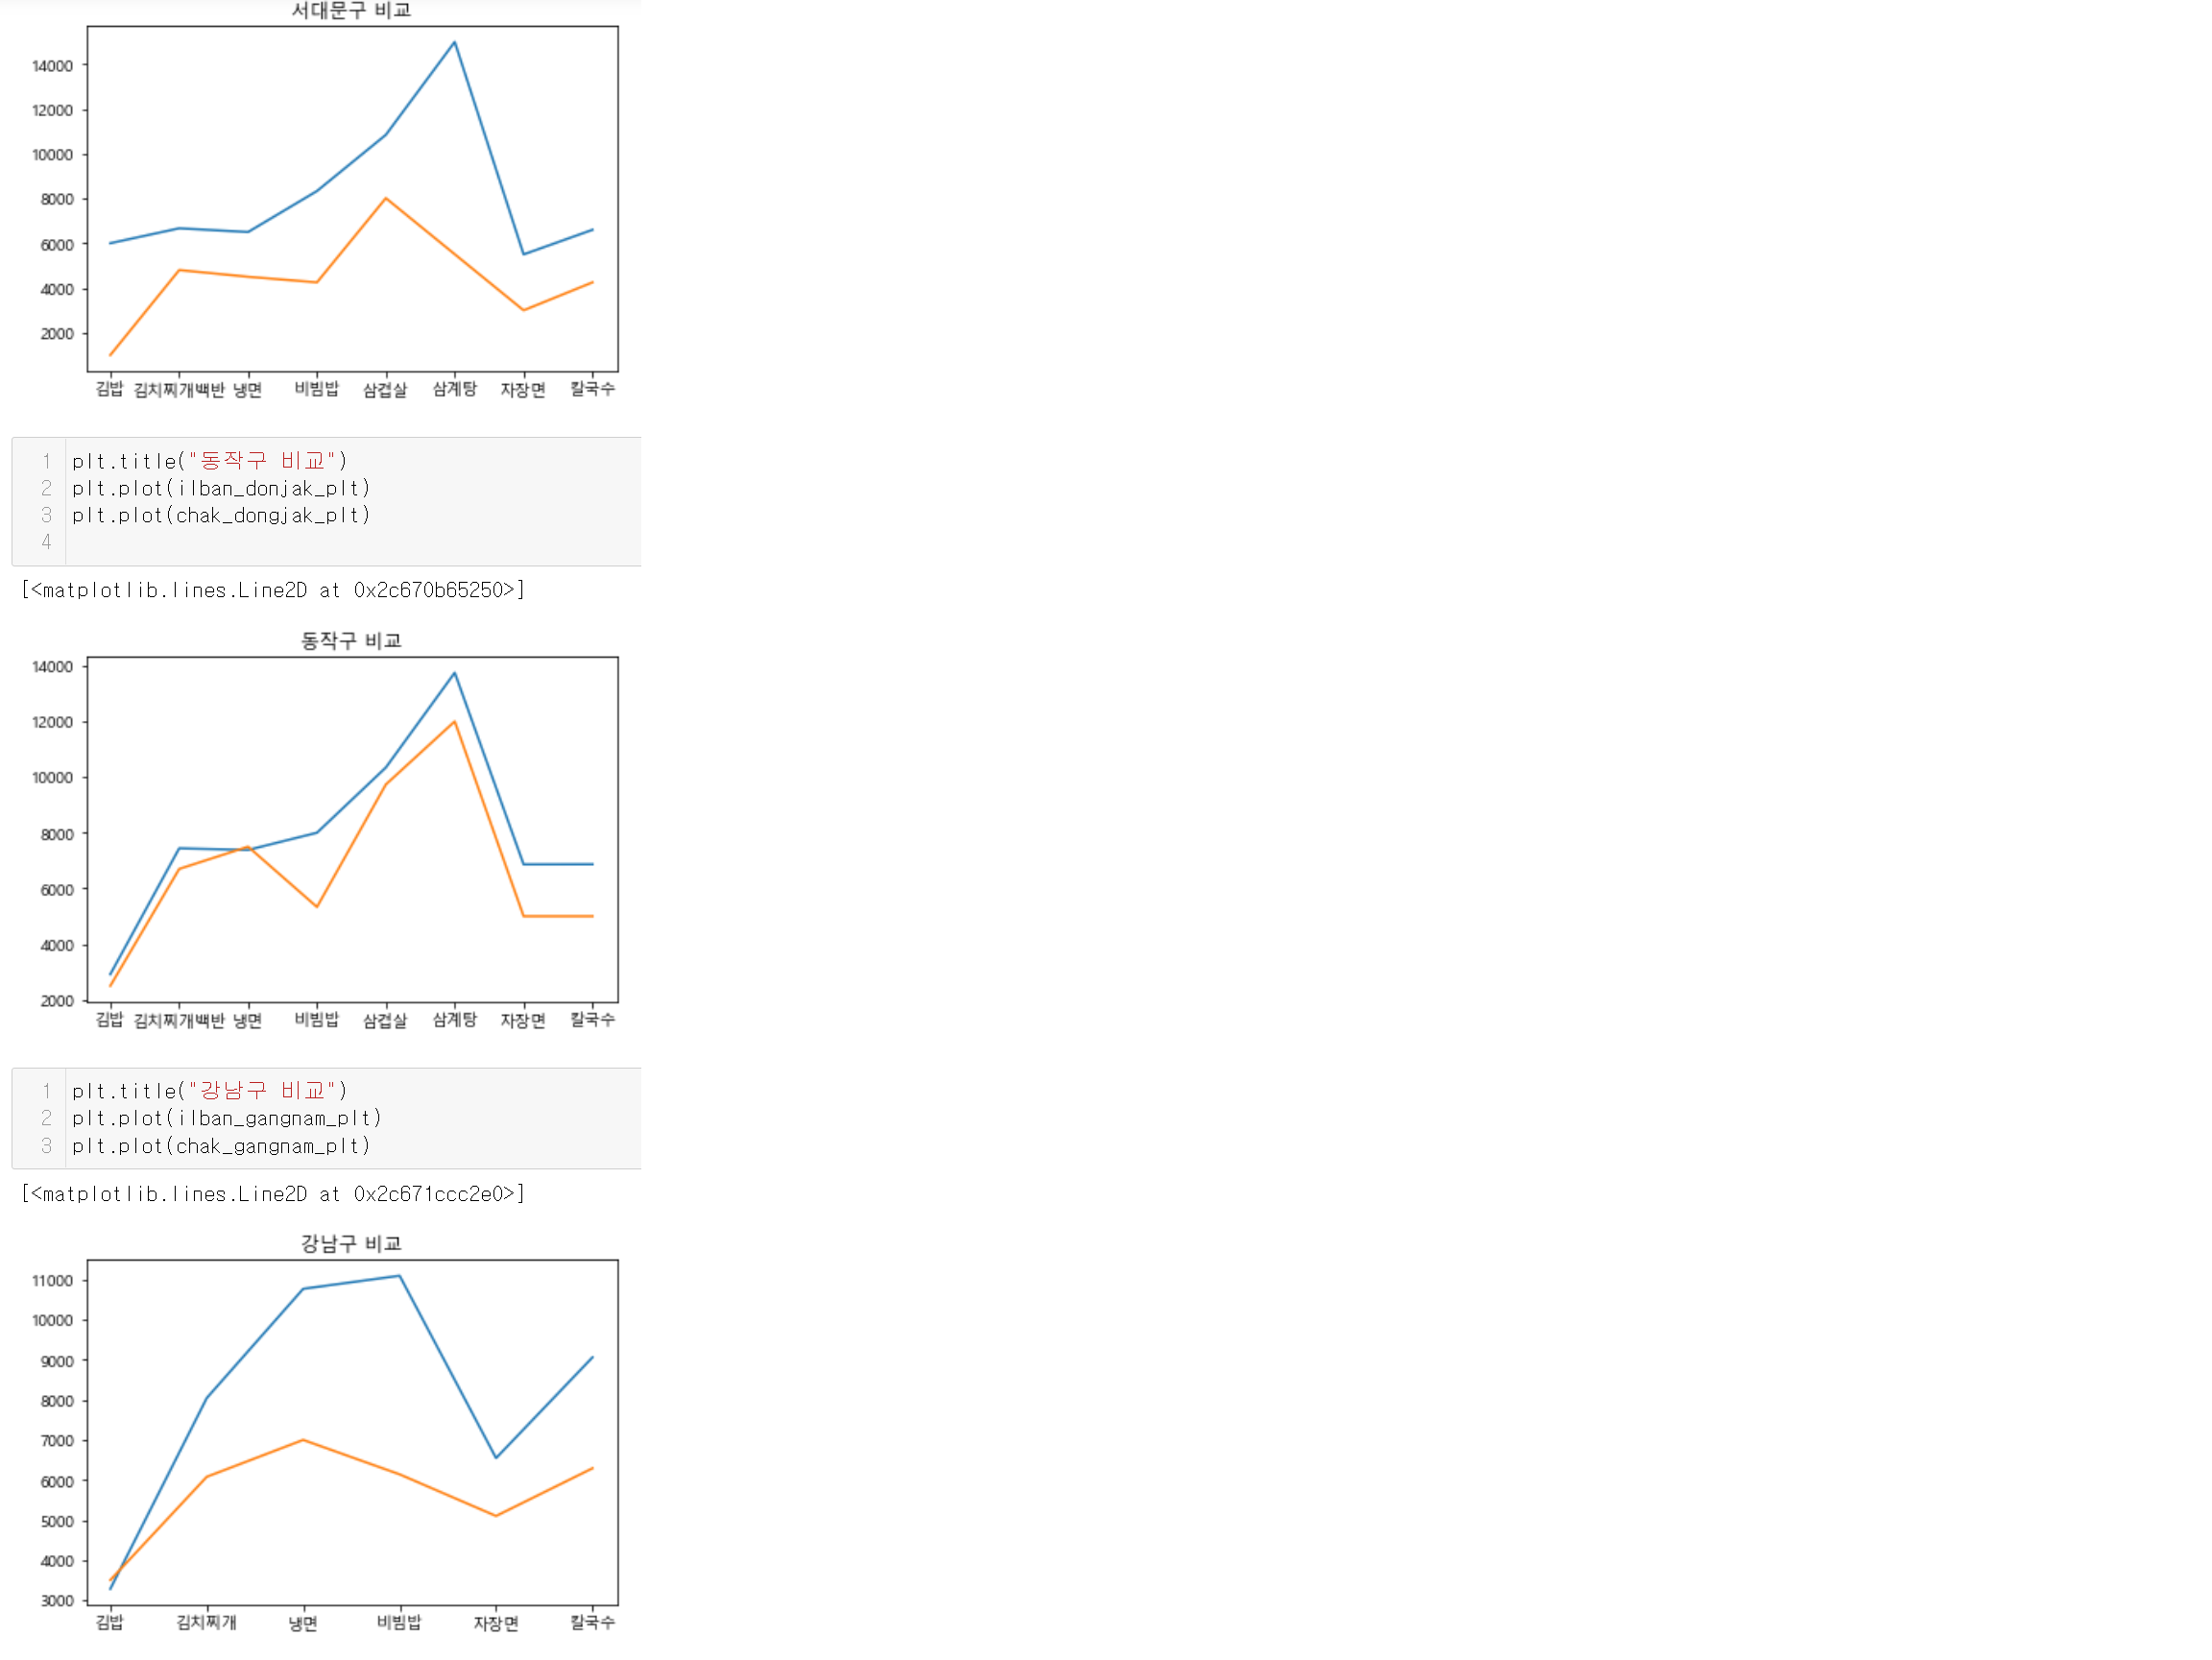 서대문구 비교
14000
12000
10000
8000
6000
4000
2000
김밥 김치찌개백반 냉면 비빔밥 삼겹살 삼계탕 자장면 칼국수
1 plt.title("동작구 비교")
2 plt.plot(ilban_donjak_plt)
3 plt.plot(chak_dongjak_plt)
4
[<matplotlib.lines.Line2D at 0x2c670b65250>]
동작구 비교
14000
12000
10000
8000
6000
4000
2000
김밥 김치찌개백반 냉면 비빔밥 삼겹살 삼계탕 자장면 칼국수
1 plt.title("강남구 비교")
2 plt.plot(ilban_gangnam_plt)
3 plt.plot(chak_gangnam_plt)
[<matplotlib.lines.Line2D at 0x2c671ccc2e0>]
강남구 비교
11000
10000
9000
8000
7000
6000
5000
4000
3000
김밥 김치찌개 냉면 비빔밥 자장면 칼국수